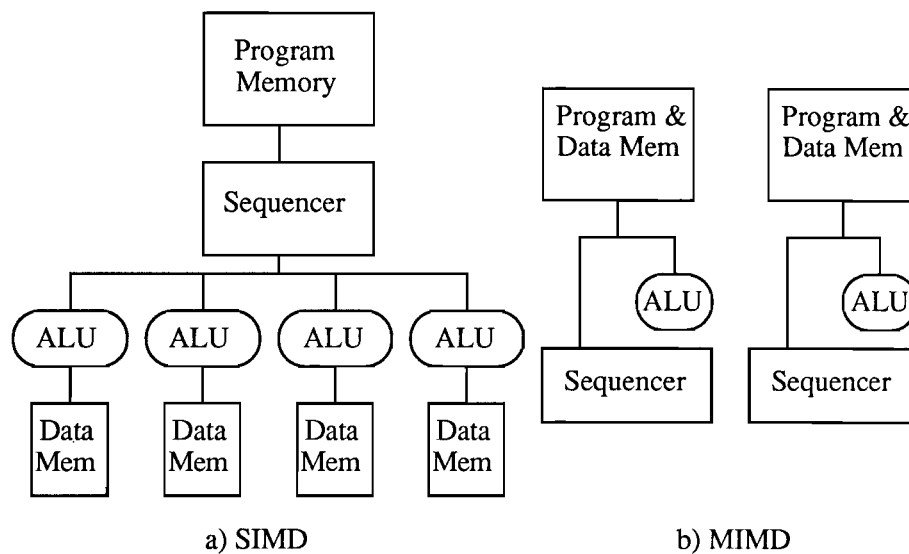 Program
Memory
Sequencer
ALU
ALU
ALU
ALU
Data
Mem
Data
Mem
Data
Mem
Data
Mem
a) SIMD
Program &
Data Mem
ALU
Sequencer
Program &
Data Mem
ALU
Sequencer
b) MIMD